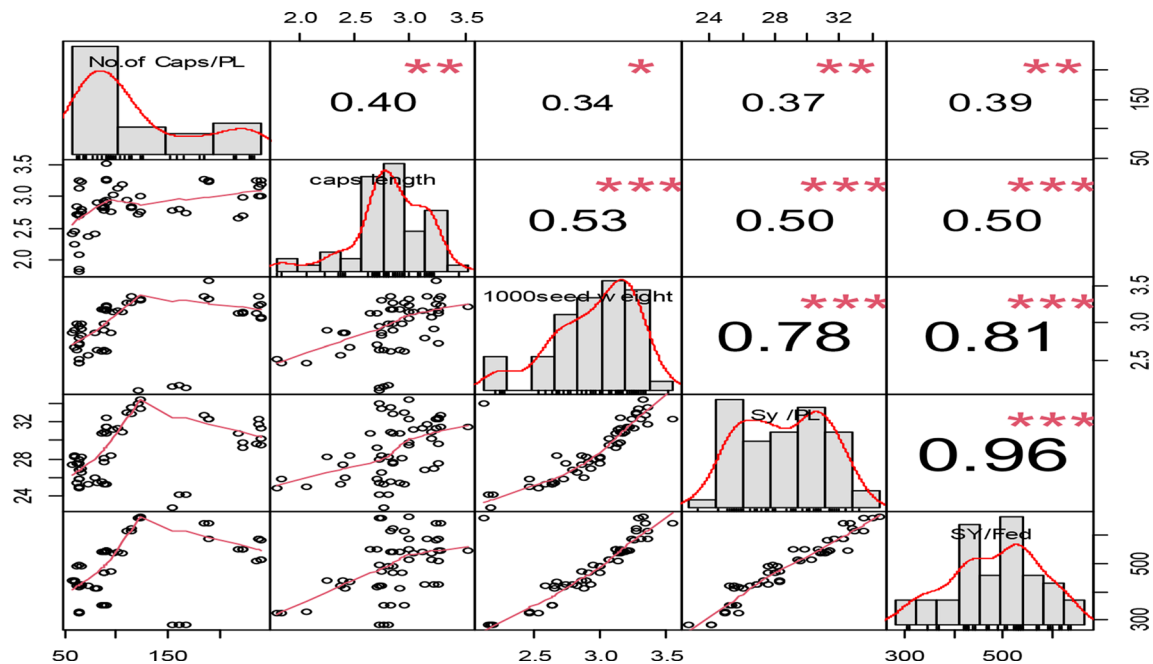 2.0 2.5 3.0 3.5 24 28 32
No.of Caps/PL ** * ** **
0.40 0.34 0.37 0.39 50 150
2.0 2.5 3.0 3.5 caps length *** *** ***
0.53 0.50 0.50
1000seed weight *** ***
0.78 0.81 2.5 3.0 3.5
24 28 32 Sy /PL ***
0.96
SY/Fed 300 500
50 150 2.5 3.0 3.5 300 500